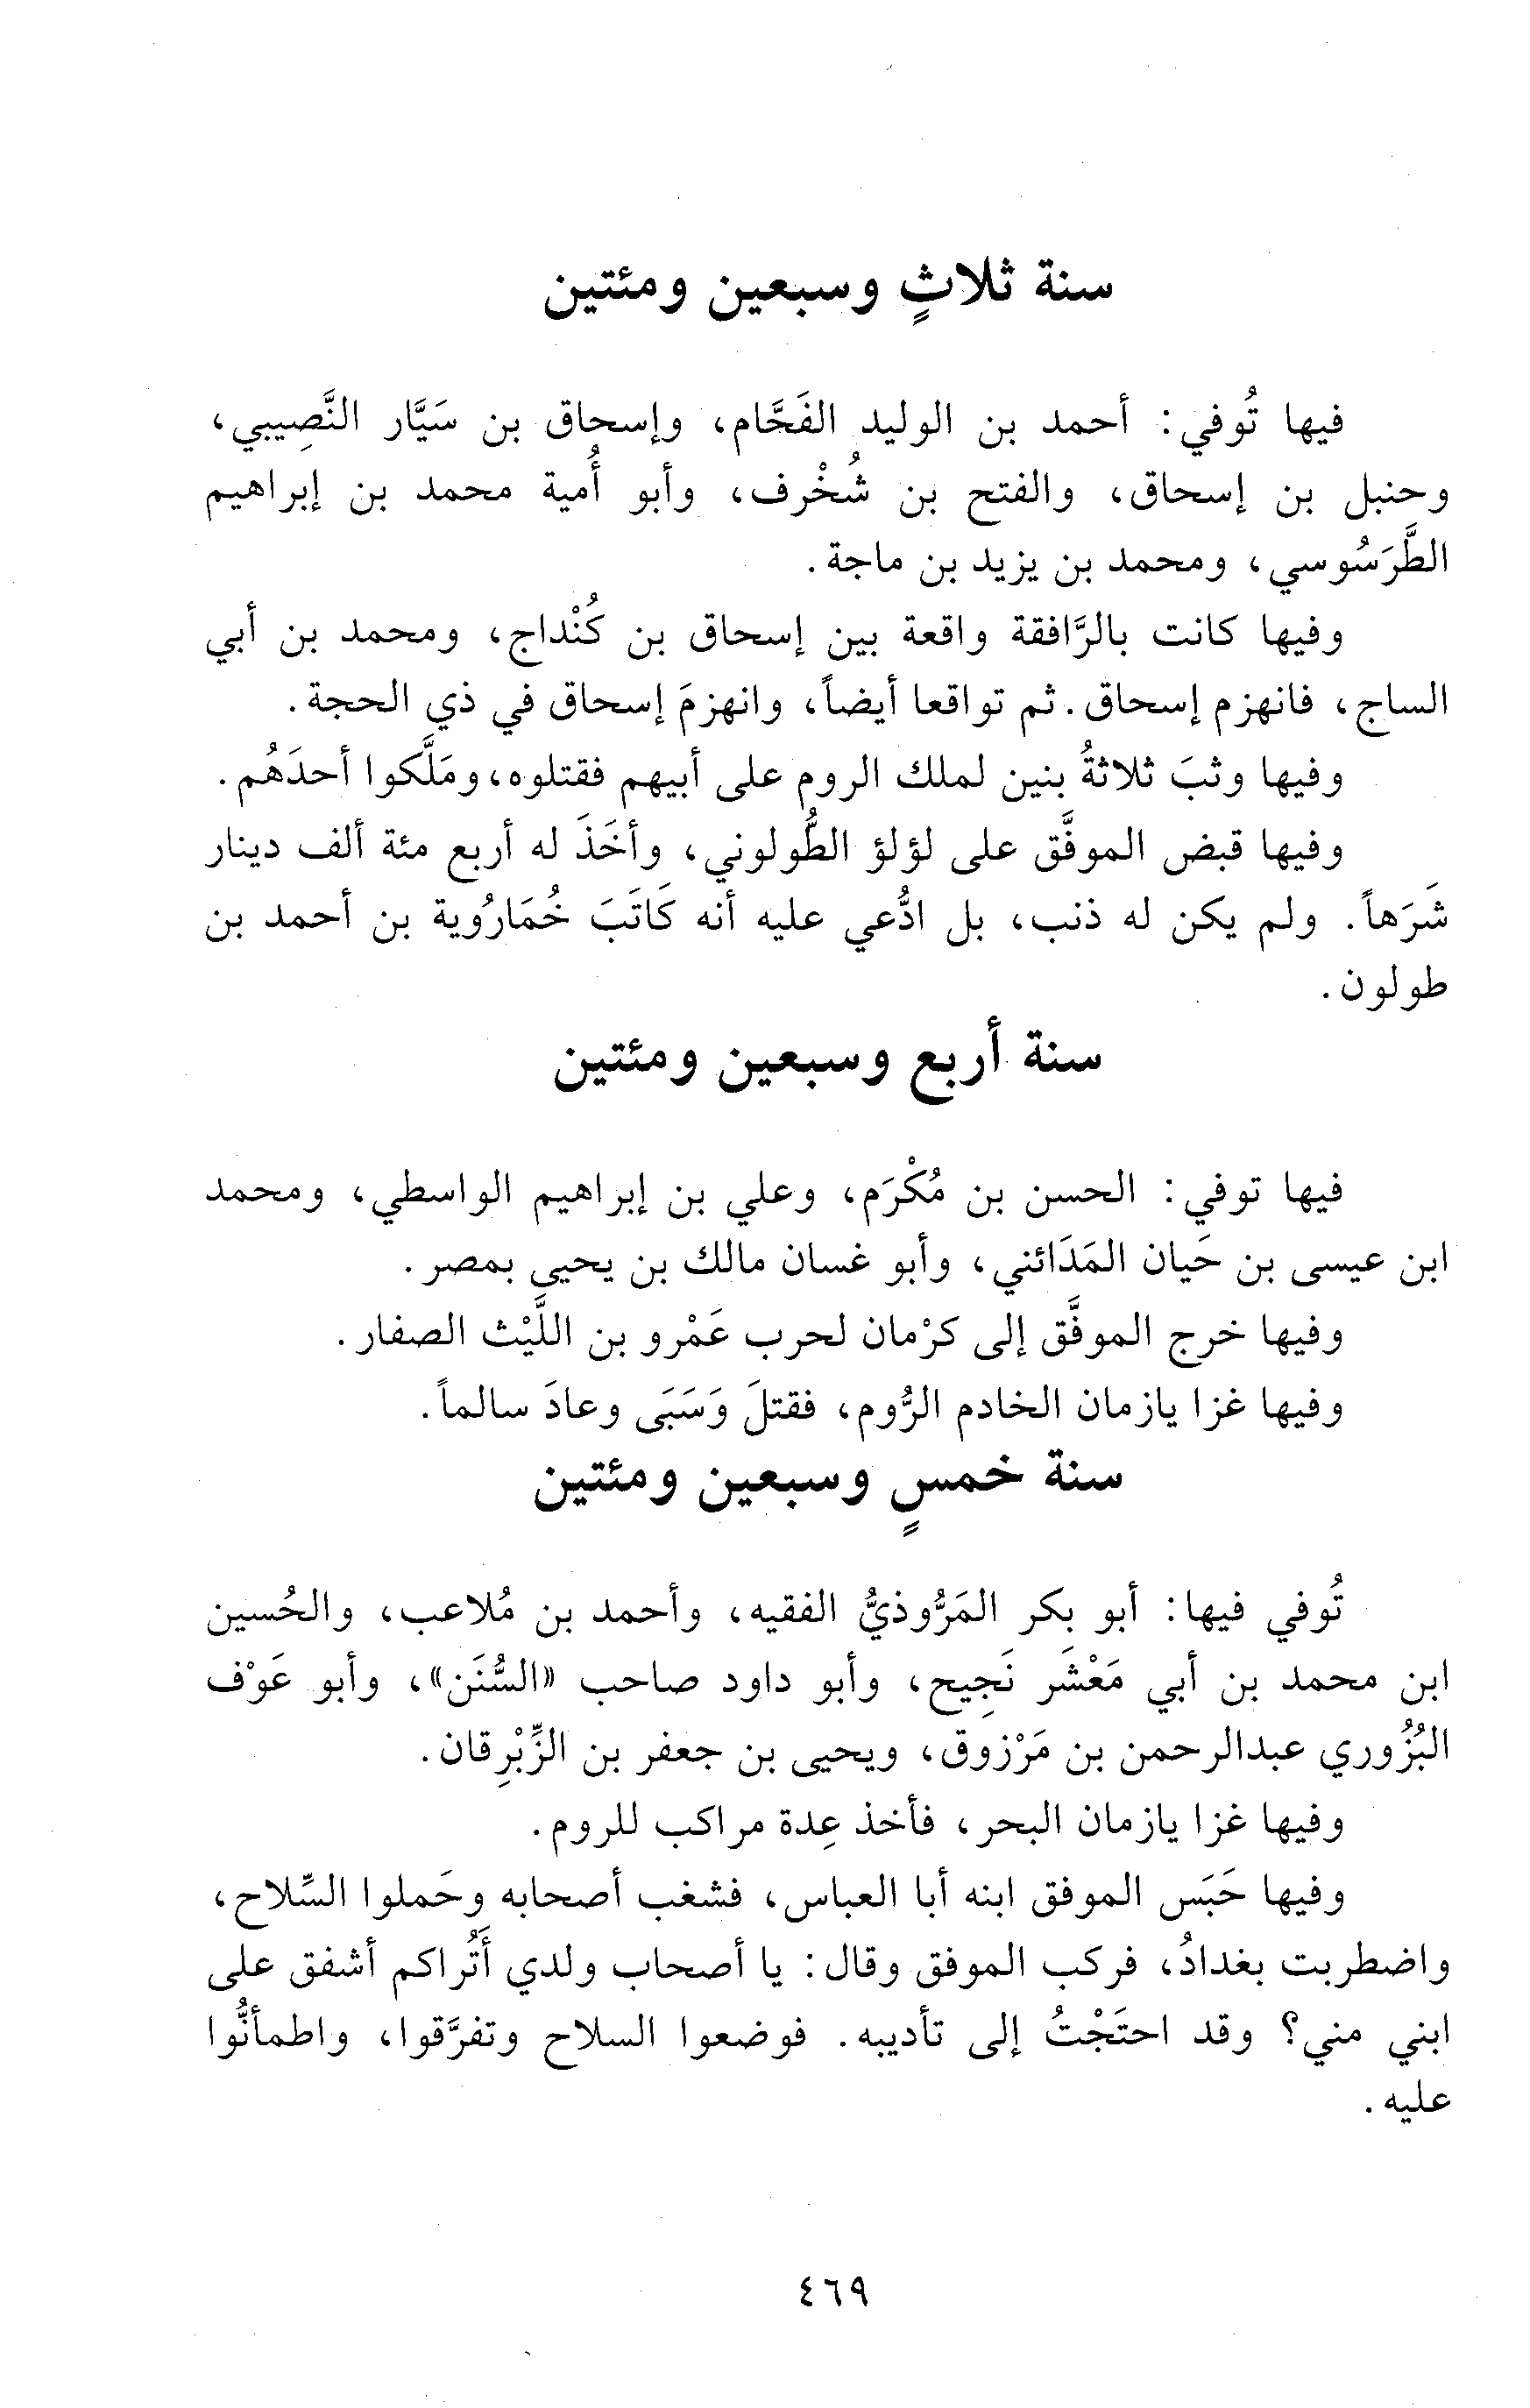 سنة ثلاثٍ وسبعين ومئتين
فيها تُوفي: أحمد بن الوليد الفَحَّام، وإسحاق بن سَيَّار النَّصِيبي،
وحنبل بن إسحاق، والفتح بن شُخْرف، وأبو أُمية محمد بن إبراهيم
الطَّرَسُوسي، ومحمد بن يزيد بن ماجة.
وفيها كانت بالرَّافقة واقعة بين إسحاق بن كُنْداج، ومحمد بن أبي
الساج، فانهزم إسحاق. ثم تواقعا أيضاً، وانهزمَ إسحاق في ذي الحجة.
وفيها وثبَ ثلاثةُ بنين لملك الروم على أبيهم فقتلوه، ومَلَّكوا أحدَهُم.
وفيها قبض الموفَّق على لؤلؤ الطُّولوني، وأخَذَ له أربع مئة ألف دينار
شَرَهاً. ولم يكن له ذنب، بل ادُّعي عليه أنه كَاتَبَ خُمَارُوية بن أحمد بن
طولون.
سنة أربع وسبعين ومئتين
فيها توفي: الحسن بن مُكْرَم، وعلي بن إبراهيم الواسطي، ومحمد
ابن عيسى بن حَيان المَدَائني، وأبو غسان مالك بن يحيى بمصر.
وفيها خرج الموفَّق إلى كرْمان لحرب عَمْرو بن اللَّيْث الصفار.
وفيها غزا يازمان الخادم الرُّوم، فقتلَ وَسَبَى وعادَ سالماً.
سنة خمسٍ وسبعين ومئتين
تُوفي فيها: أبو بكر المَرُّوذيُّ الفقيه، وأحمد بن مُلاعب، والحُسين
ابن محمد بن أبي مَعْشَر نَجِيح، وأبو داود صاحب «السُّنَن»، وأبو عَوْف
البُزُوري عبدالرحمن بن مَرْزوق، ويحيى بن جعفر بن الزِّبْرِقان.
وفيها غزا يازمان البحر، فأخذ عِدة مراكب للروم.
وفيها حَبَس الموفق ابنه أبا العباس، فشغب أصحابه وحَملوا السِّلاح،
واضطربت بغدادُ، فركب الموفق وقال: يا أصحاب ولدي أَتُراكم أشفق على
ابني مني؟ وقد احتَجْتُ إلى تأديبه. فوضعوا السلاح وتفرَّقوا، واطمأنُّوا
عليه.
٤٦٩